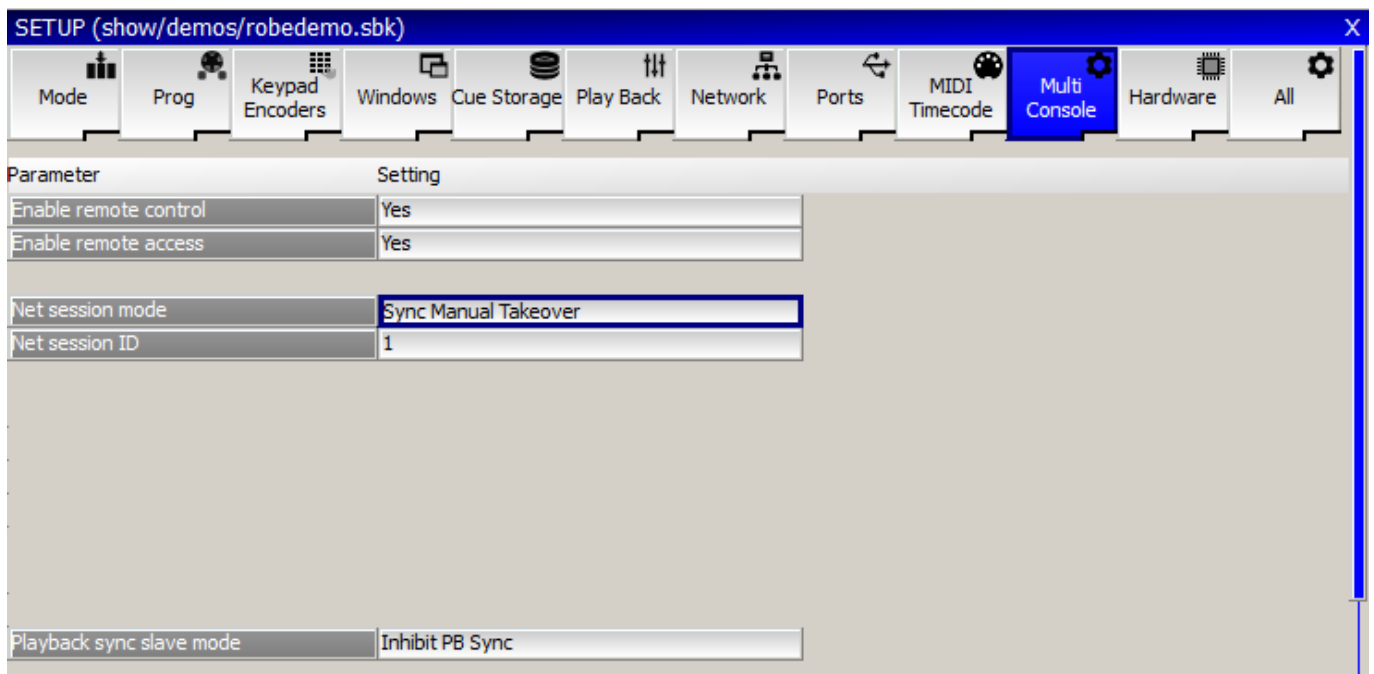 SETUP (show/demos/robedemo.sbk) X
Mode Prog Keypad Encoders Windows Cue Storage Play Back Network Ports MIDI Timecode Multi Console Hardware All
Parameter Setting
Enable remote control Yes
Enable remote access Yes
Net session mode Sync Manual Takeover
Net session ID 1
Playback sync slave mode Inhibit PB Sync